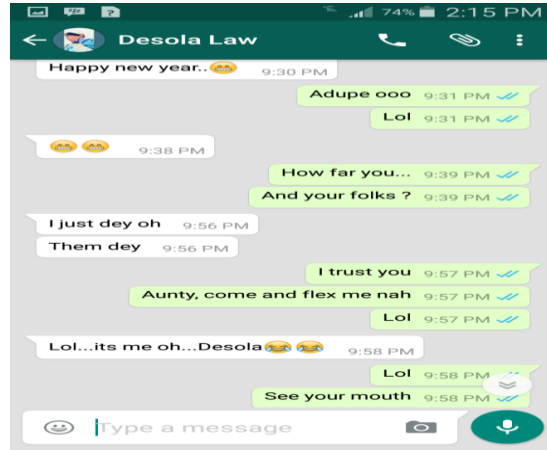 74% 2:15 PM
Desola Law
Happy new year..😁 9:30 PM
Adupe ooo 9:31 PM
Lol 9:31 PM
😁 😁 9:38 PM
How far you... 9:39 PM
And your folks ? 9:39 PM
I just dey oh 9:56 PM
Them dey 9:56 PM
I trust you 9:57 PM
Aunty, come and flex me nah 9:57 PM
Lol 9:57 PM
Lol...its me oh...Desola😂 😂 9:58 PM
Lol 9:58 PM
See your mouth 9:58 PM
Type a message